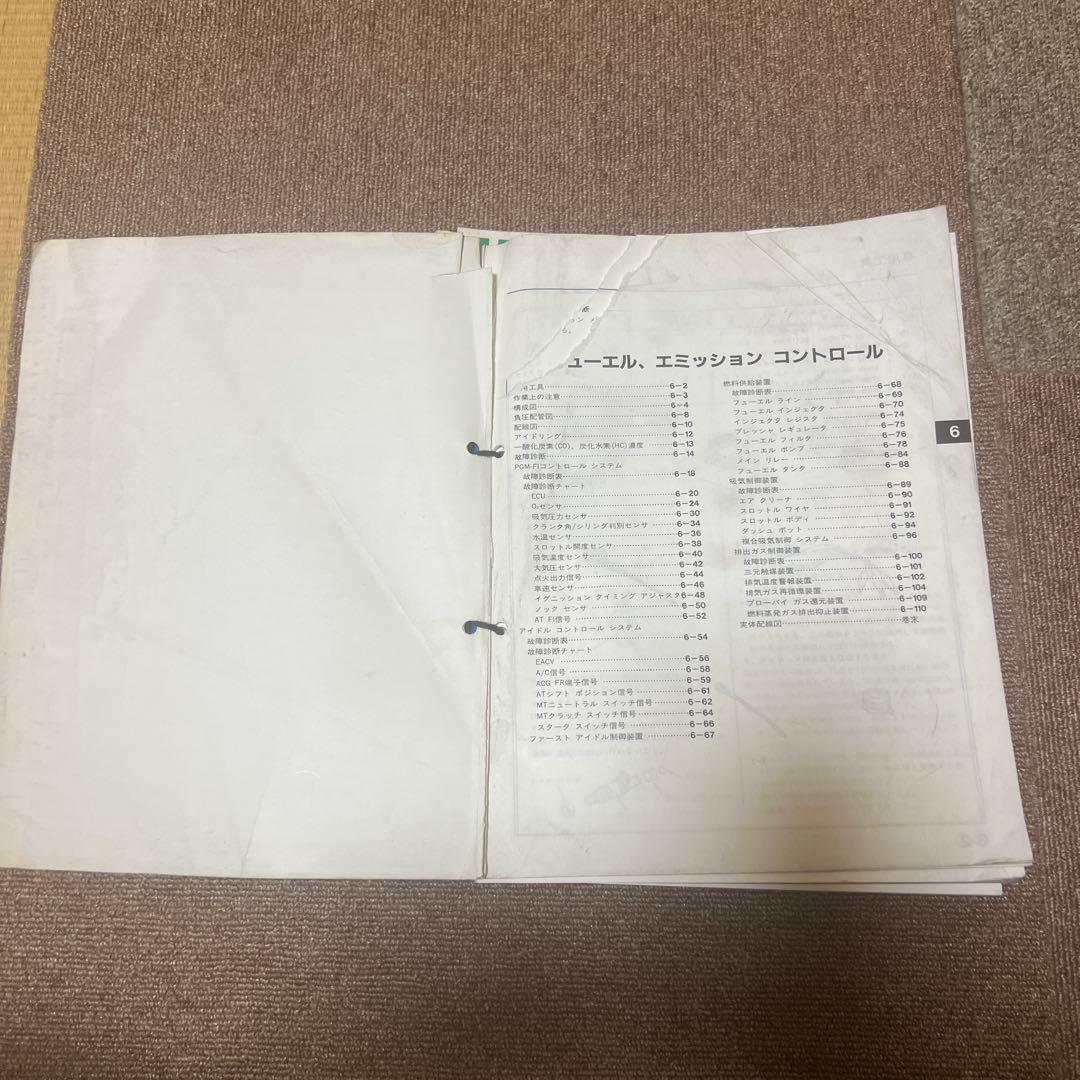 ューエル、エミッション コントロール
工具 6-2
作業上の注意 6-3
構成図 6-4
負圧配管図 6-8
配線図 6-10
アイドリング 6-12
一酸化炭素(CO)、炭化水素(HC)濃度 6-13
故障診断 6-14
PGM-FIコントロール システム
故障診断表 6-18
故障診断チャート
ECU 6-20
O₂センサ 6-24
吸気圧力センサ 6-30
クランク角/シリンダ判別センサ 6-34
水温センサ 6-36
スロットル開度センサ 6-38
吸気温度センサ 6-40
大気圧センサ 6-42
点火出力信号 6-44
車速センサ 6-46
イグニッション タイミング アジャスタ 6-48
ノック センサ 6-50
AT FI信号 6-52
アイドル コントロール システム
故障診断表 6-54
故障診断チャート
EACV 6-56
A/C信号 6-58
ACG FR端子信号 6-59
ATシフト ポジション信号 6-61
MTニュートラル スイッチ信号 6-62
MTクラッチ スイッチ信号 6-64
スタータ スイッチ信号 6-66
ファースト アイドル制御装置 6-67
燃料供給装置
故障診断表 6-68
フューエル ライン 6-69
フューエル インジェクタ 6-70
インジェクタ レジスタ 6-74
プレッシャ レギュレータ 6-75
フューエル フィルタ 6-76
フューエル ポンプ 6-78
メイン リレー 6-84
フューエル タンク 6-88
吸気制御装置
故障診断表 6-89
エア クリーナ 6-90
スロットル ワイヤ 6-91
スロットル ボディ 6-92
ダッシュ ポット 6-94
複合吸気制御 システム 6-96
排出ガス制御装置
故障診断表 6-100
三元触媒装置 6-101
排気温度警報装置 6-102
排気ガス再循環装置 6-104
ブローバイ ガス還元装置 6-109
燃料蒸発ガス排出抑止装置 6-110
実体配線図 巻末
6